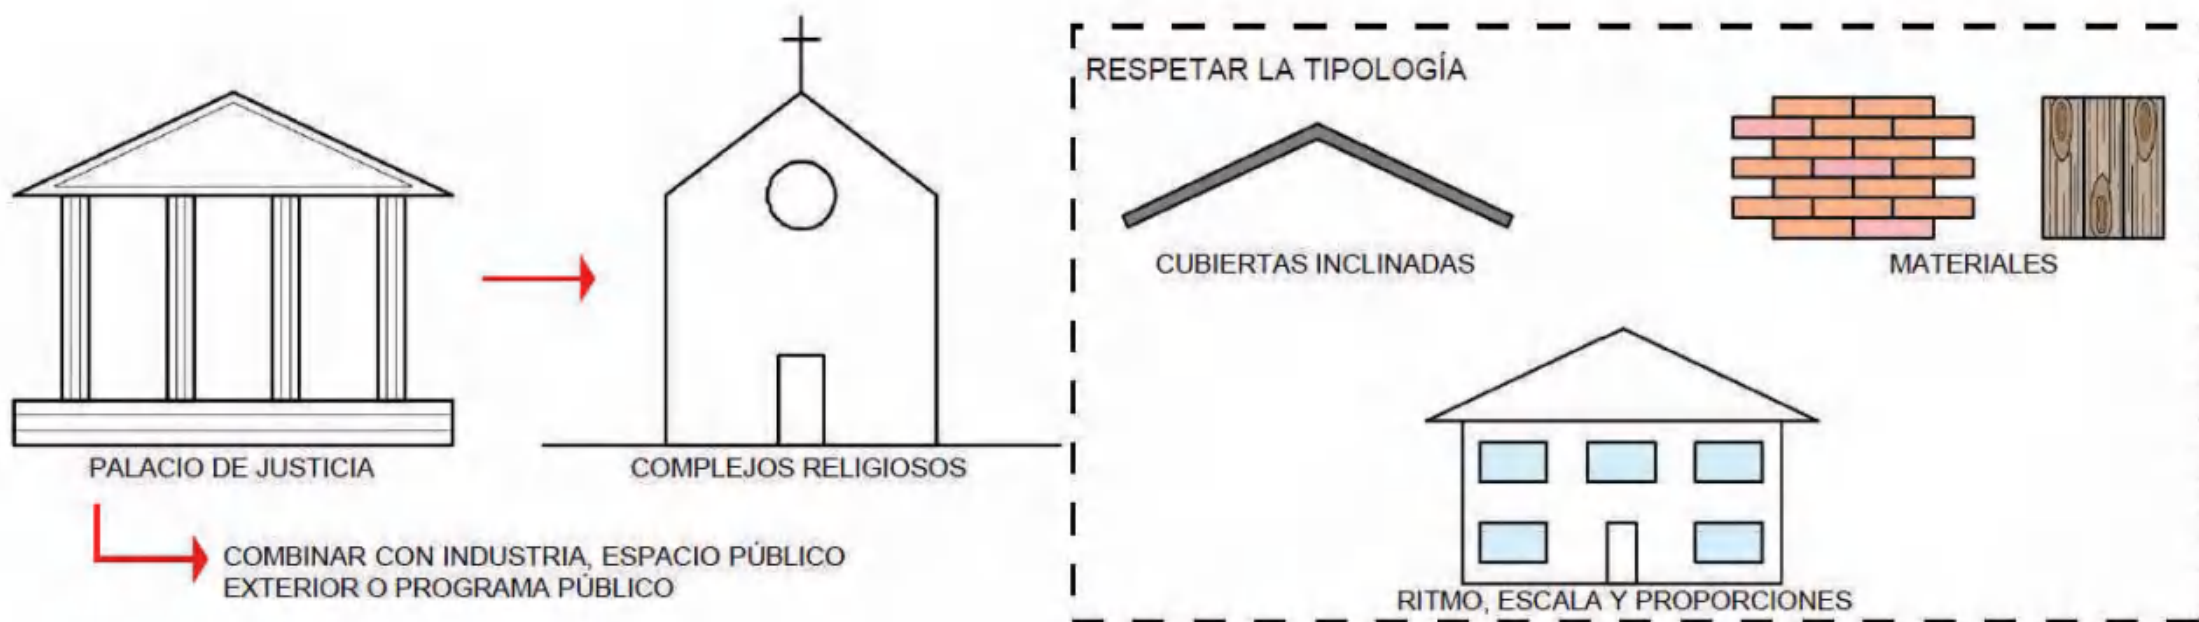 PALACIO DE JUSTICIA
COMBINAR CON INDUSTRIA, ESPACIO PÚBLICO
EXTERIOR O PROGRAMA PÚBLICO
COMPLEJOS RELIGIOSOS
RESPETAR LA TIPOLOGÍA
CUBIERTAS INCLINADAS
MATERIALES
RITMO, ESCALA Y PROPORCIONES